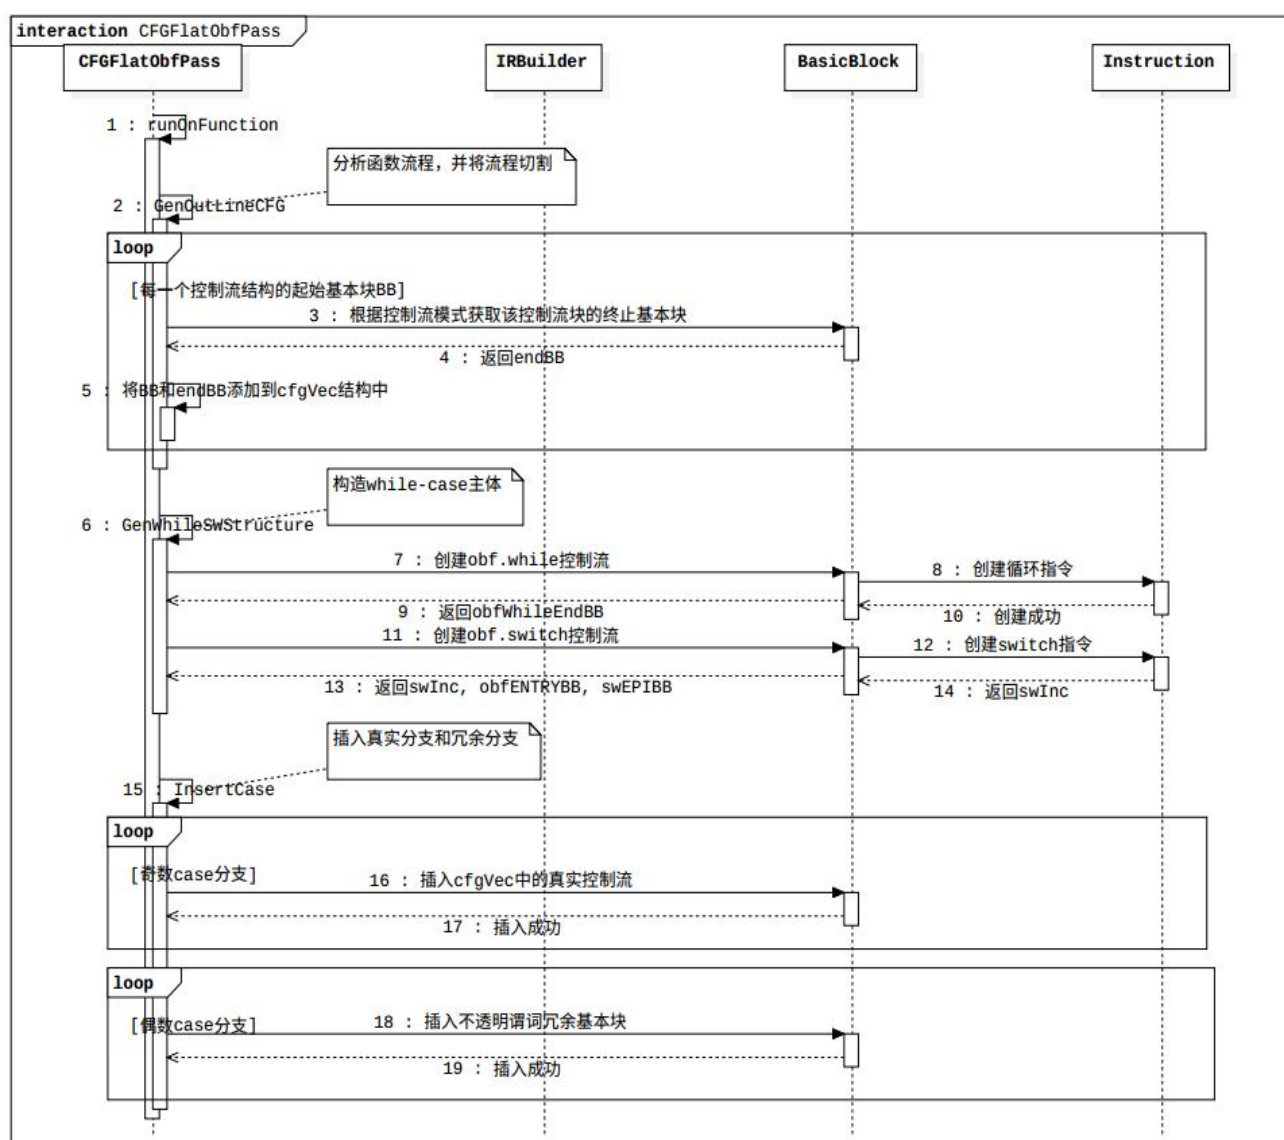 interaction CFGFlatObfPass
CFGFlatObfPass
IRBuilder
BasicBlock
Instruction
1 : runOnFunction
分析函数流程，并将流程切割
2 : GenOutLineCFG
loop
[每一个控制流结构的起始基本块BB]
3 : 根据控制流模式获取该控制流块的终止基本块
4 : 返回endBB
5 : 将BB和endBB添加到cfgVec结构中
构造while-case主体
6 : GenWhileSWStructure
7 : 创建obf.while控制流
8 : 创建循环指令
9 : 返回obfWhileEndBB
10 : 创建成功
11 : 创建obf.switch控制流
12 : 创建switch指令
13 : 返回swInc, obfENTRYBB, swEPIBB
14 : 返回swInc
插入真实分支和冗余分支
15 : InsertCase
loop
[奇数case分支]
16 : 插入cfgVec中的真实控制流
17 : 插入成功
loop
[偶数case分支]
18 : 插入不透明谓词冗余基本块
19 : 插入成功